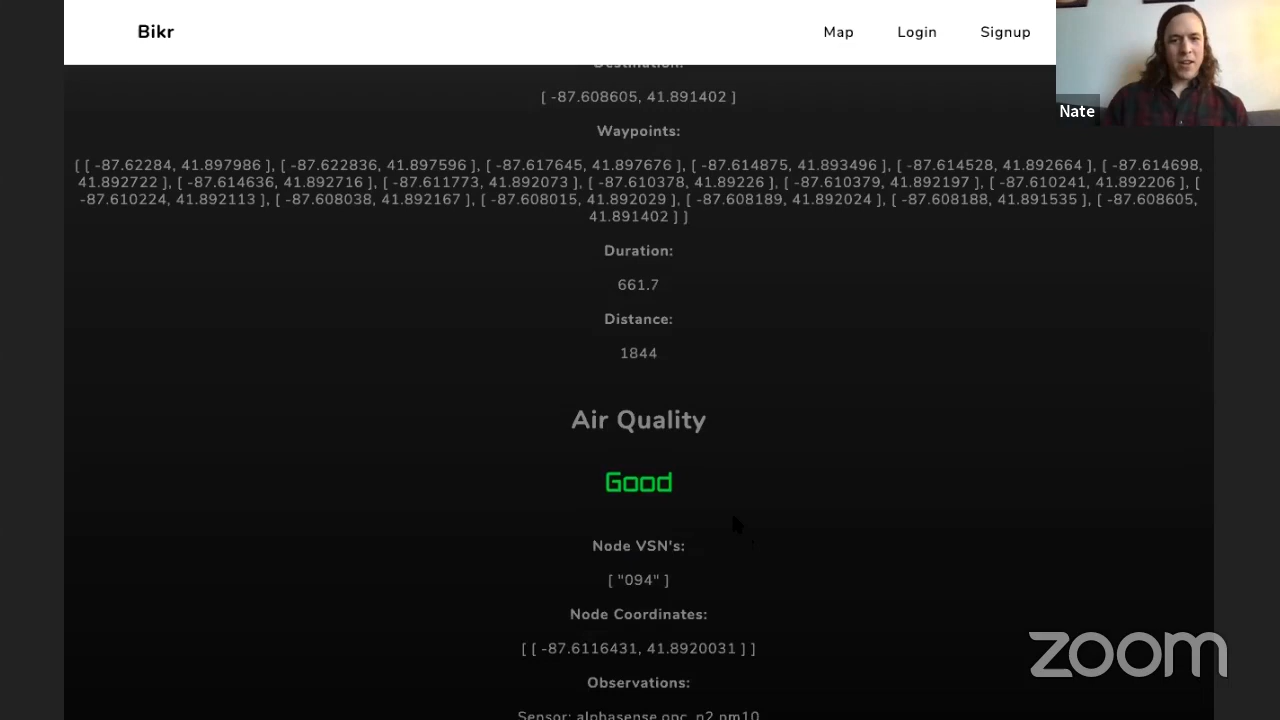 Bikr
Map
Login
Signup
Nate
Destination:
[ -87.608605, 41.891402 ]
Waypoints:
[ [ -87.62284, 41.897986 ], [ -87.622836, 41.897596 ], [ -87.617645, 41.897676 ], [ -87.614875, 41.893496 ], [ -87.614528, 41.892664 ], [ -87.614698,
41.892722 ], [ -87.614636, 41.892716 ], [ -87.611773, 41.892073 ], [ -87.610378, 41.89226 ], [ -87.610379, 41.892197 ], [ -87.610241, 41.892206 ], [
-87.610224, 41.892113 ], [ -87.608038, 41.892167 ], [ -87.608015, 41.892029 ], [ -87.608189, 41.892024 ], [ -87.608188, 41.891535 ], [ -87.608605,
41.891402 ] ]
Duration:
661.7
Distance:
1844
Air Quality
Good
Node VSN's:
[ "094" ]
Node Coordinates:
[ [ -87.6116431, 41.8920031 ] ]
Observations:
Sensor: alphasense.opc_n2.pm10
zoom